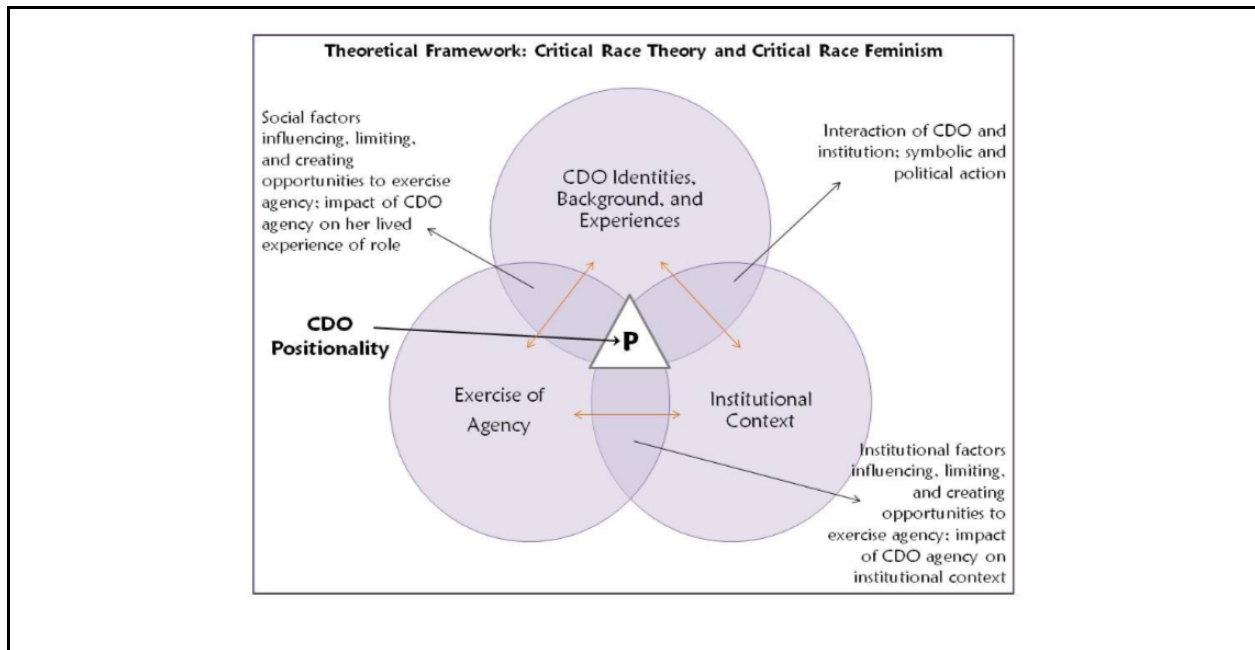 Theoretical Framework: Critical Race Theory and Critical Race Feminism
Social factors
influencing, limiting,
and creating
opportunities to exercise
agency; impact of CDO
agency on her lived
experience of role
Interaction of CDO and
institution; symbolic and
political action
CDO Identities,
Background, and
Experiences
CDO
Positionality
P
Exercise of
Agency
Institutional
Context
Institutional factors
influencing, limiting,
and creating
opportunities to
exercise agency; impact
of CDO agency on
institutional context